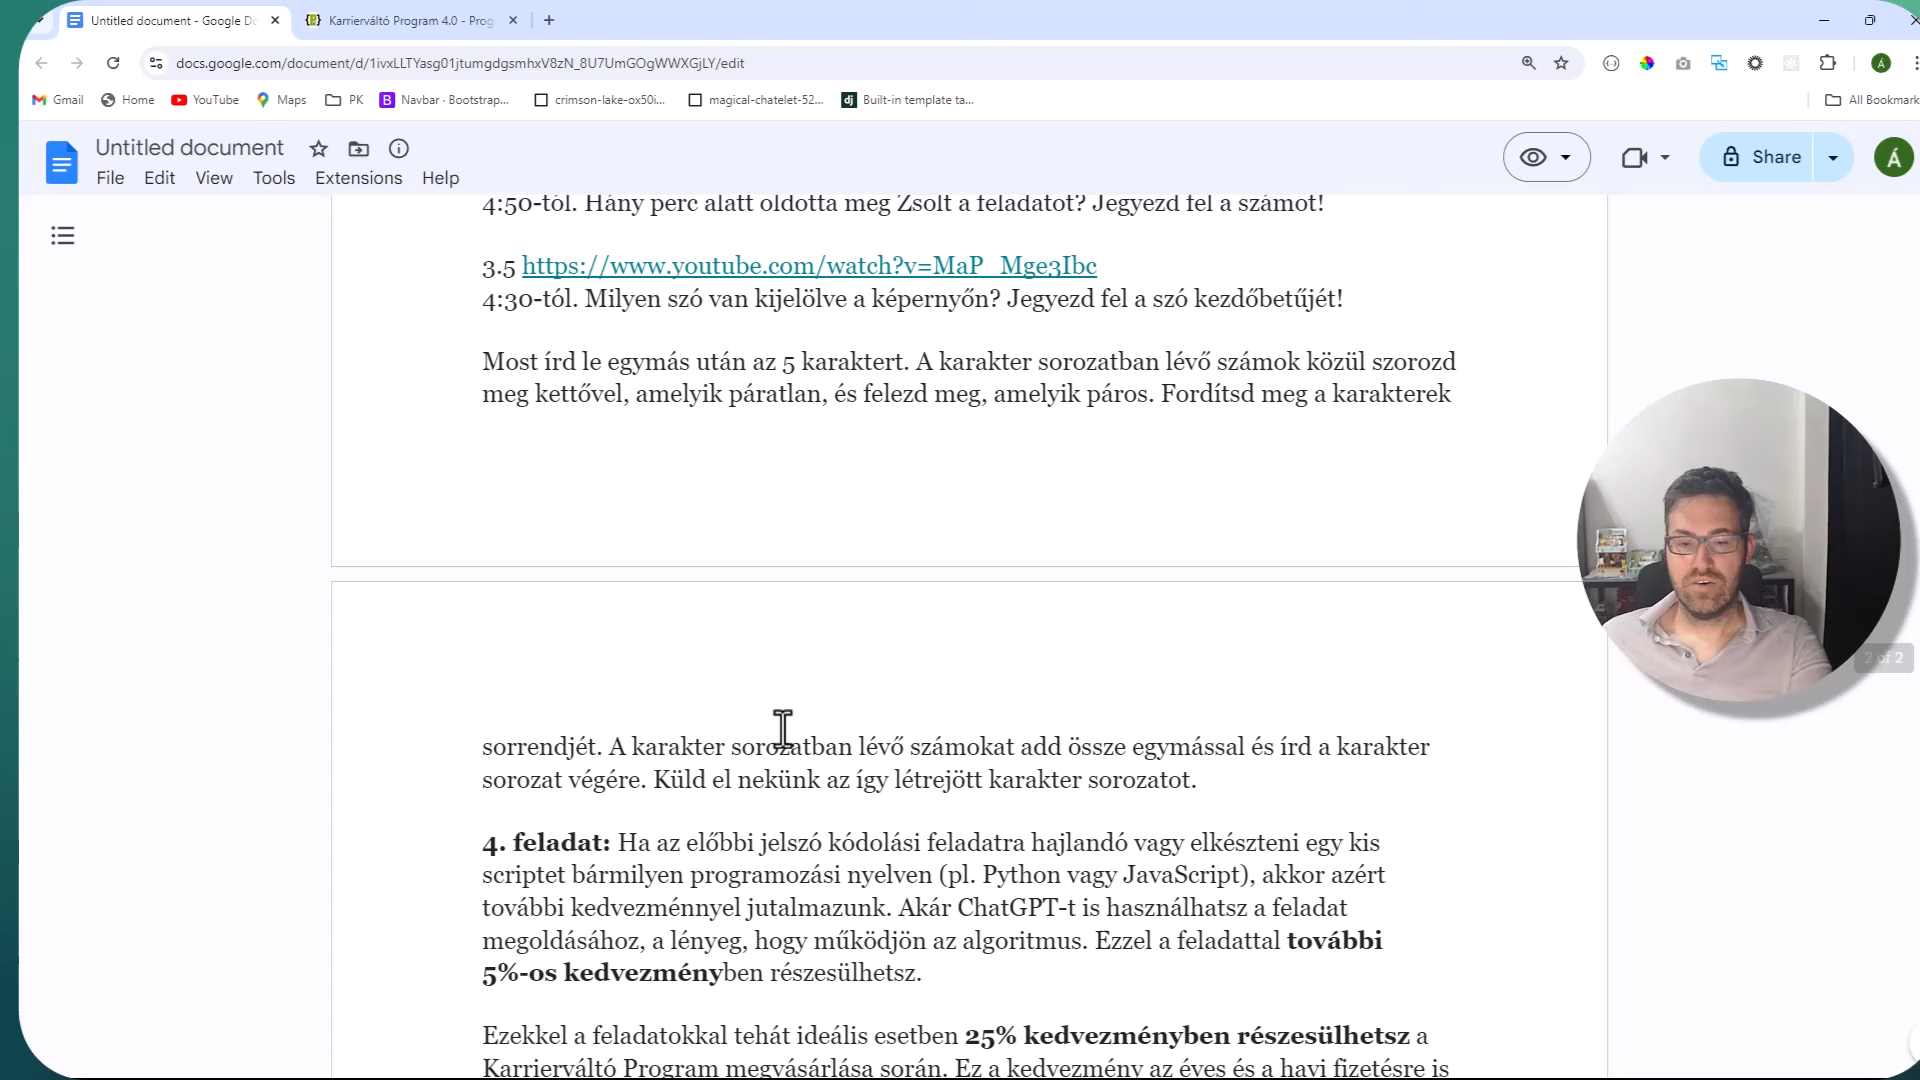 Untitled document - Google Do
Karrierváltó Program 4.0 - Prog
docs.google.com/document/d/1ivxLLTYasg01jtumgdgsmhxV8zN_8U7UmGOgWWXGjLY/edit
Gmail
Home
YouTube
Maps
PK
Navbar · Bootstrap...
crimson-lake-ox50i...
magical-chatelet-52...
Built-in template ta...
All Bookmark
Untitled document
File Edit View Tools Extensions Help
Share
Á
4:50-től. Hány perc alatt oldotta meg Zsolt a feladatot? Jegyezd fel a számot!
3.5 https://www.youtube.com/watch?v=MaP_Mge3Ibc
4:30-tól. Milyen szó van kijelölve a képernyőn? Jegyezd fel a szó kezdőbetűjét!
Most írd le egymás után az 5 karaktert. A karakter sorozatban lévő számok közül szorozd
meg kettővel, amelyik páratlan, és felezd meg, amelyik páros. Fordítsd meg a karakterek
2 of 2
sorrendjét. A karakter sorozatban lévő számokat add össze egymással és írd a karakter
sorozat végére. Küld el nekünk az így létrejött karakter sorozatot.
4. feladat: Ha az előbbi jelszó kódolási feladatra hajlandó vagy elkészteni egy kis
scriptet bármilyen programozási nyelven (pl. Python vagy JavaScript), akkor azért
további kedvezménnyel jutalmazunk. Akár ChatGPT-t is használhatsz a feladat
megoldásához, a lényeg, hogy működjön az algoritmus. Ezzel a feladattal további
5%-os kedvezményben részesülhetsz.
Ezekkel a feladatokkal tehát ideális esetben 25% kedvezményben részesülhetsz a
Karrierváltó Program megvásárlása során. Ez a kedvezmény az éves és a havi fizetésre is